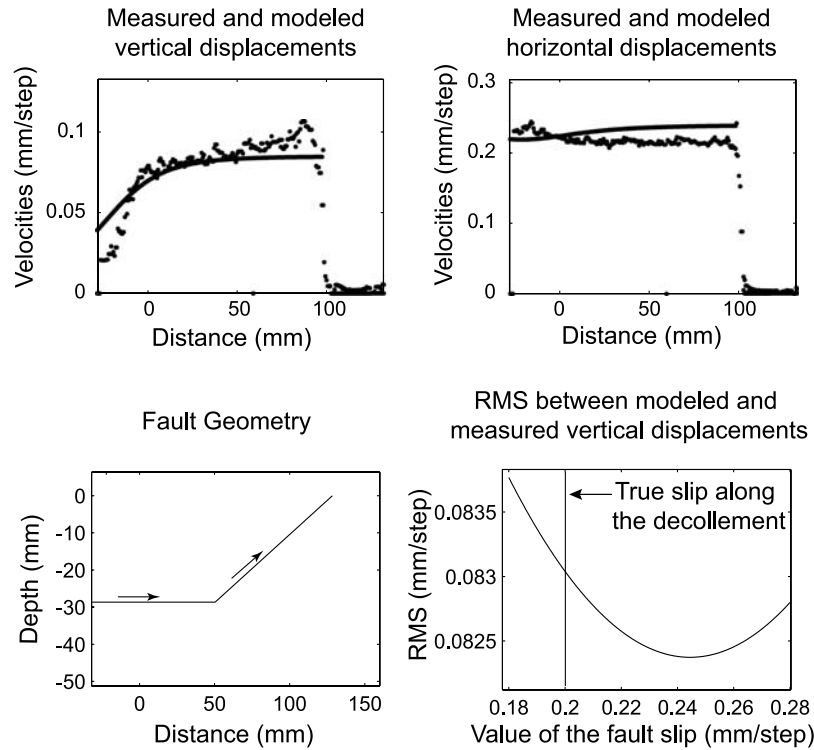 Measured and modeled
vertical displacements
Velocities (mm/step)
0.1
0.05
0
0
50
100
Distance (mm)
Measured and modeled
horizontal displacements
Velocities (mm/step)
0.3
0.2
0.1
0
0
50
100
Distance (mm)
Fault Geometry
Depth (mm)
0
-10
-20
-30
-40
-50
0
50
100
150
Distance (mm)
RMS between modeled and
measured vertical displacements
RMS (mm/step)
0.0835
0.083
0.0825
True slip along
the decollement
0.18
0.2
0.22
0.24
0.26
0.28
Value of the fault slip (mm/step)